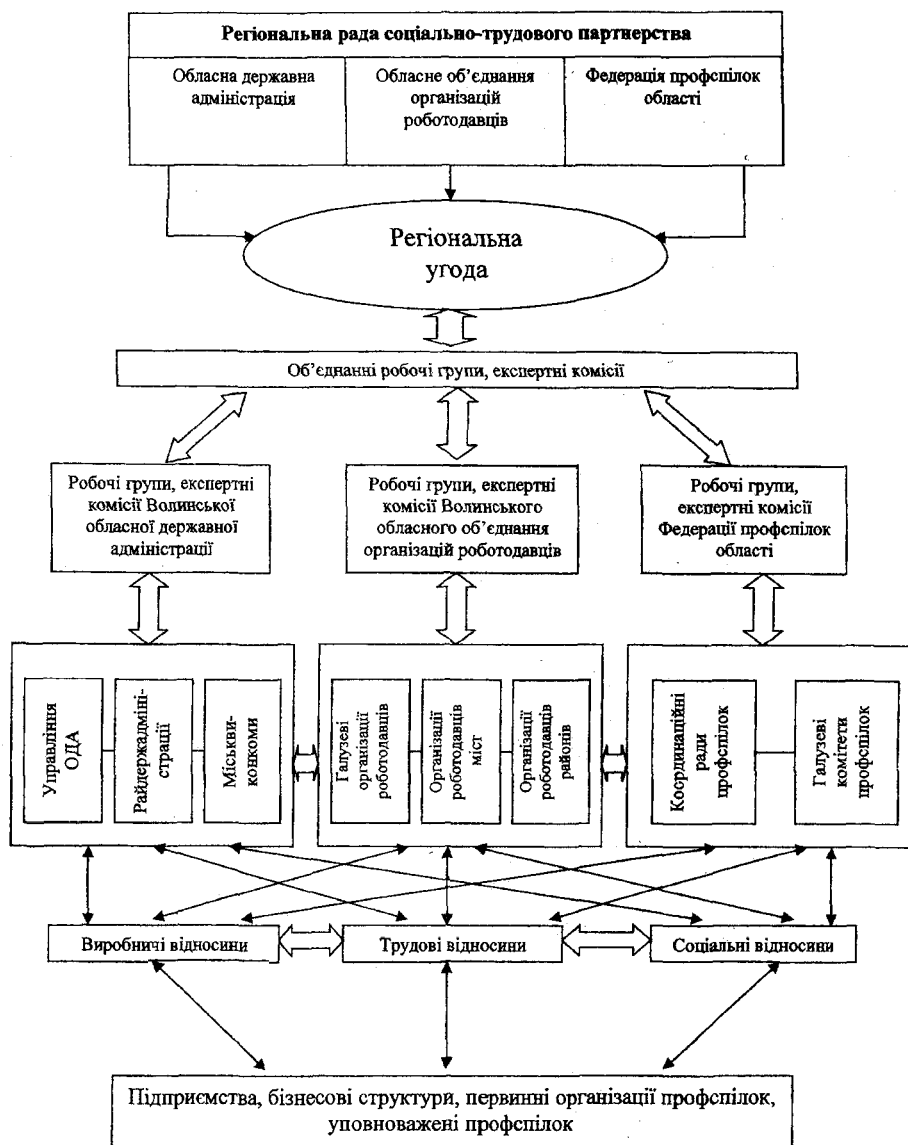 Регіональна рада соціально-трудового партнерства
Обласна державна
адміністрація
Обласне об’єднання
організацій
роботодавців
Федерація профспілок
області
Регіональна
угода
Об’єднанні робочі групи, експертні комісії
Робочі групи, експертні
комісії Волинської
обласної державної
адміністрації
Робочі групи, експертні
комісії Волинського
обласного об’єднання
організацій роботодавців
Робочі групи,
експертні комісії
Федерації профспілок
області
Управління
ОДА
Райдержадміні-
страції
Міськви-
конкоми
Галузеві
організації
роботодавців
Організації
роботодавців
міст
Організації
роботодавців
районів
Координаційні
ради
профспілок
Галузеві
комітети
профспілок
Виробничі відносини
Трудові відносини
Соціальні відносини
Підприємства, бізнесові структури, первинні організації профспілок,
уповноважені профспілок